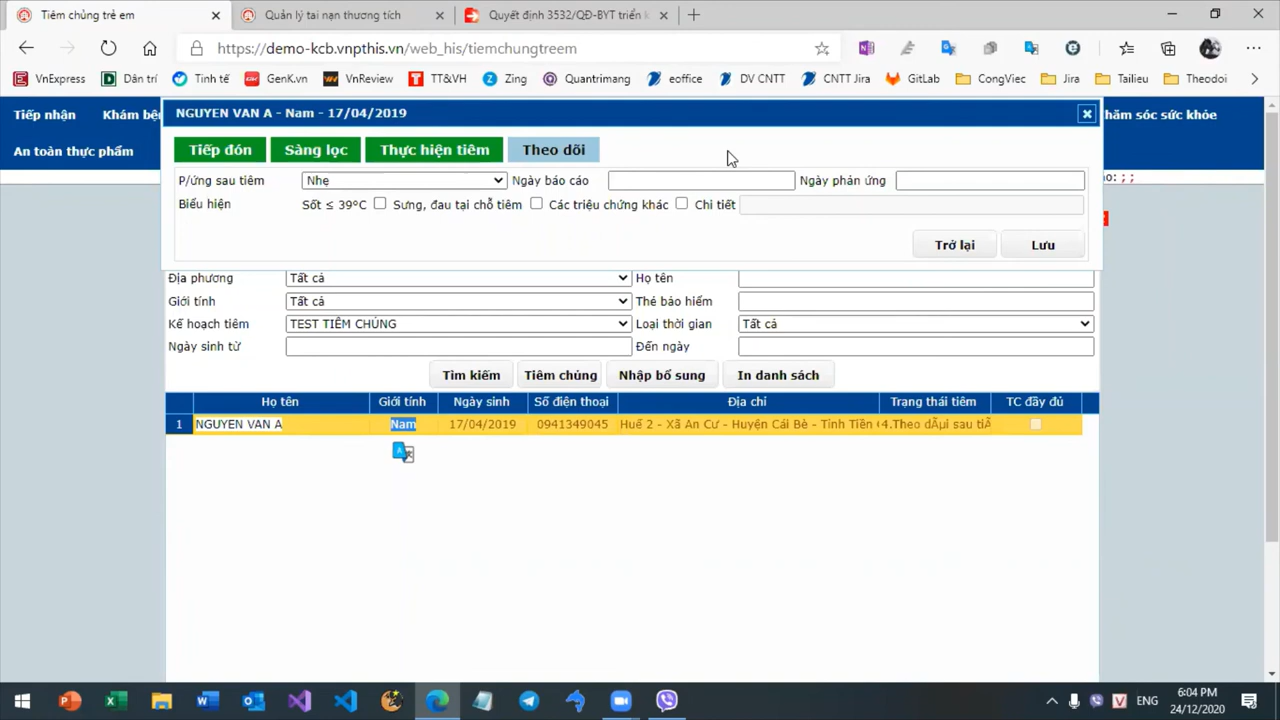 Tiêm chủng trẻ em
Quản lý tai nạn thương tích
Quyết định 3532/QĐ-BYT triển k
https://demo-kcb.vnpthis.vn/web_his/tiemchungtreem
VnExpress Dân trí Tinh tế GenK.vn VnReview TT&VH Zing Quantrimang eoffice DV CNTT CNTT Jira GitLab CongViec Jira Tailieu Theodoi
Tiếp nhận Khám bện hăm sóc sức khỏe
An toàn thực phẩm
NGUYEN VAN A - Nam - 17/04/2019
Tiếp đón Sàng lọc Thực hiện tiêm Theo dõi
P/ứng sau tiêm Nhẹ Ngày báo cáo Ngày phản ứng
Biểu hiện Sốt ≤ 39°C Sưng, đau tại chỗ tiêm Các triệu chứng khác Chi tiết
Trở lại Lưu
Địa phương Tất cả Họ tên
Giới tính Tất cả Thẻ bảo hiểm
Kế hoạch tiêm TEST TIÊM CHỦNG Loại thời gian Tất cả
Ngày sinh từ Đến ngày
Tìm kiếm Tiêm chủng Nhập bổ sung In danh sách
Họ tên Giới tính Ngày sinh Số điện thoại Địa chỉ Trạng thái tiêm TC đầy đủ
1 NGUYEN VAN A Nam 17/04/2019 0941349045 Huế 2 - Xã An Cư - Huyện Cái Bè - Tỉnh Tiền ( 4.Theo dÃµi sau tiÃ
ENG
6:04 PM
24/12/2020